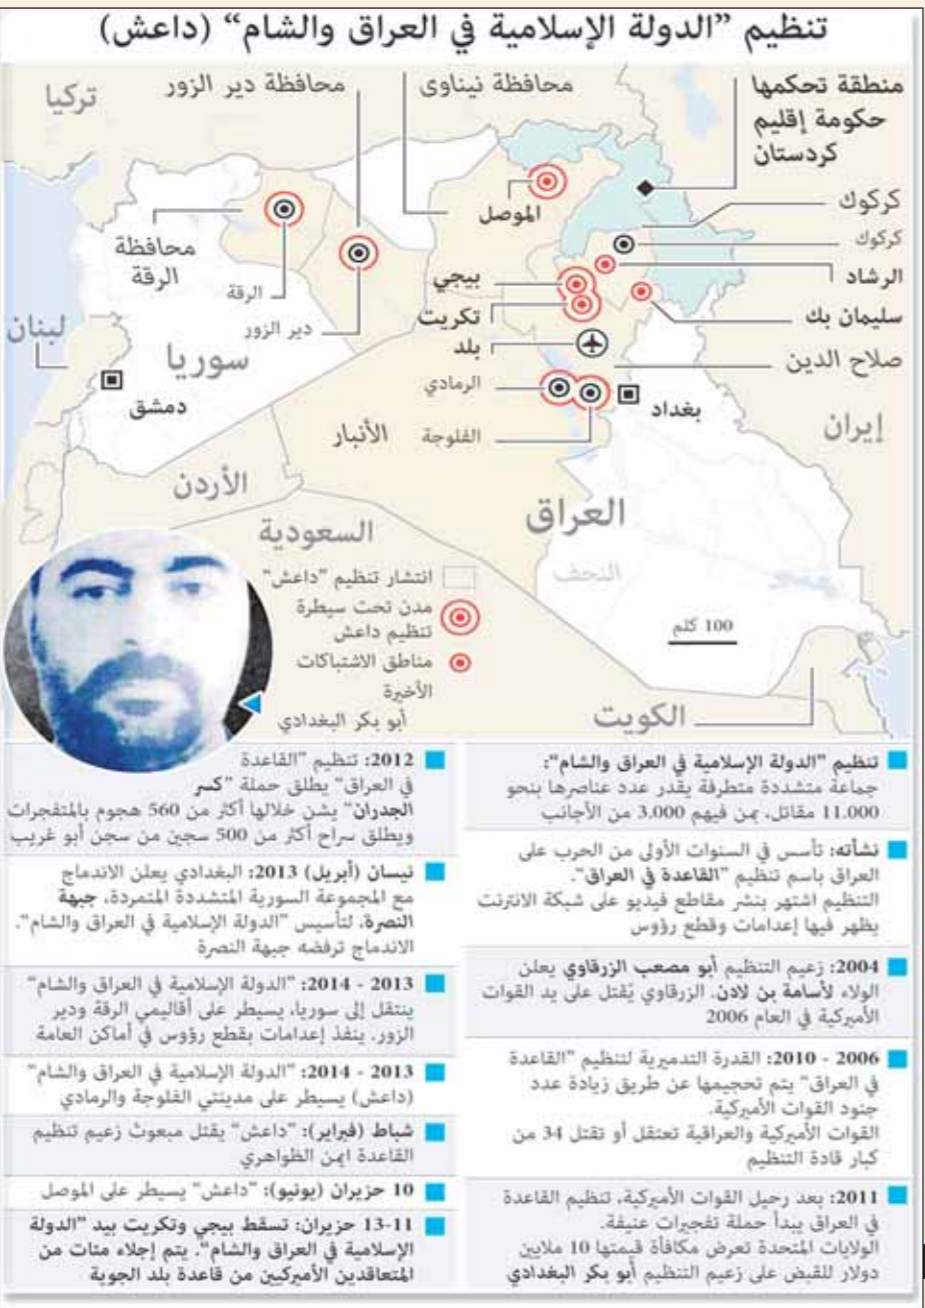 تنظيم "الدولة الإسلامية في العراق والشام" (داعش)
منطقة تحكمها
حكومة إقليم
كردستان
محافظة نينوى
محافظة دير الزور
تركيا
الموصل
كركوك
كركوك
الرشاد
سليمان بك
صلاح الدين
محافظة
الرقة
الرقة
دير الزور
بيجي
تكريت
بلد
الرمادي
الفلوجة
بغداد
إيران
لبنان
سوريا
دمشق
الأنبار
الأردن
العراق
السعودية
النجف
100 كلم
الكويت
انتشار تنظيم "داعش"
مدن تحت سيطرة
تنظيم داعش
مناطق الاشتباكات
الأخيرة
أبو بكر البغدادي
تنظيم "الدولة الإسلامية في العراق والشام":
جماعة متشددة متطرفة يقدر عدد عناصرها بنحو
11.000 مقاتل، بمن فيهم 3.000 من الأجانب
نشأته: تأسس في السنوات الأولى من الحرب على
العراق باسم تنظيم "القاعدة في العراق".
التنظيم اشتهر بنشر مقاطع فيديو على شبكة الانترنت
يظهر فيها إعدامات وقطع رؤوس
2004: زعيم التنظيم أبو مصعب الزرقاوي يعلن
الولاء لأسامة بن لادن. الزرقاوي يُقتل على يد القوات
الأميركية في العام 2006
2006 - 2010: القدرة التدميرية لتنظيم "القاعدة
في العراق" يتم تحجيمها عن طريق زيادة عدد
جنود القوات الأميركية.
القوات الأميركية والعراقية تعتقل أو تقتل 34 من
كبار قادة التنظيم
2011: بعد رحيل القوات الأميركية، تنظيم القاعدة
في العراق يبدأ حملة تفجيرات عنيفة.
الولايات المتحدة تعرض مكافأة قيمتها 10 ملايين
دولار للقبض على زعيم التنظيم أبو بكر البغدادي
2012: تنظيم "القاعدة
في العراق" يطلق حملة "كسر
الجدران" يشن خلالها أكثر من 560 هجوم بالمتفجرات
ويطلق سراح أكثر من 500 سجين من سجن أبو غريب
نيسان (أبريل) 2013: البغدادي يعلن الاندماج
مع المجموعة السورية المتشددة المتمردة، جبهة
النصرة، لتأسيس "الدولة الإسلامية في العراق والشام".
الاندماج ترفضه جبهة النصرة
2013 - 2014: "الدولة الإسلامية في العراق والشام"
ينتقل إلى سوريا، يسيطر على أقاليمي الرقة ودير
الزور. ينفذ إعدامات بقطع رؤوس في أماكن العامة
2013 - 2014: "الدولة الإسلامية في العراق والشام"
(داعش) يسيطر على مدينتي الفلوجة والرمادي
شباط (فبراير): "داعش" يقتل مبعوث زعيم تنظيم
القاعدة ايمن الظواهري
10 حزيران (يونيو): "داعش" يسيطر على الموصل
11-13 حزيران: تسقط بيجي وتكريت بيد "الدولة
الإسلامية في العراق والشام". يتم إجلاء مئات من
المتعاقدين الأميركيين من قاعدة بلد الجوية